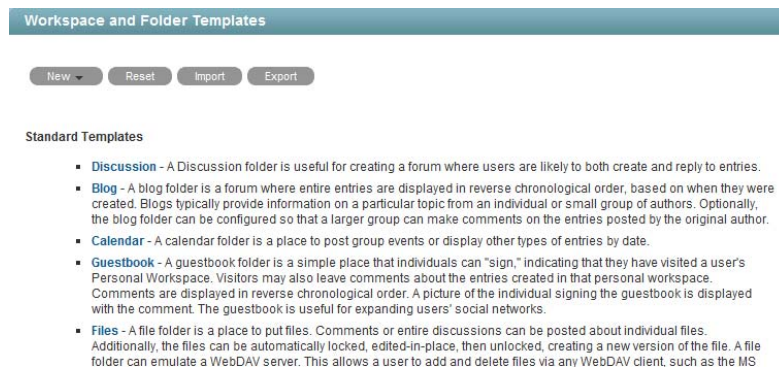 Workspace and Folder Templates
New
Reset
Import
Export
Standard Templates
Discussion - A Discussion folder is useful for creating a forum where users are likely to both create and reply to entries.
Blog - A blog folder is a forum where entire entries are displayed in reverse chronological order, based on when they were
created. Blogs typically provide information on a particular topic from an individual or small group of authors. Optionally,
the blog folder can be configured so that a larger group can make comments on the entries posted by the original author.
Calendar - A calendar folder is a place to post group events or display other types of entries by date.
Guestbook - A guestbook folder is a simple place that individuals can "sign," indicating that they have visited a user's
Personal Workspace. Visitors may also leave comments about the entries created in that personal workspace.
Comments are displayed in reverse chronological order. A picture of the individual signing the guestbook is displayed
with the comment. The guestbook is useful for expanding users' social networks.
Files - A file folder is a place to put files. Comments or entire discussions can be posted about individual files.
Additionally, the files can be automatically locked, edited-in-place, then unlocked, creating a new version of the file. A file
folder can emulate a WebDAV server. This allows a user to add and delete files via any WebDAV client, such as the MS